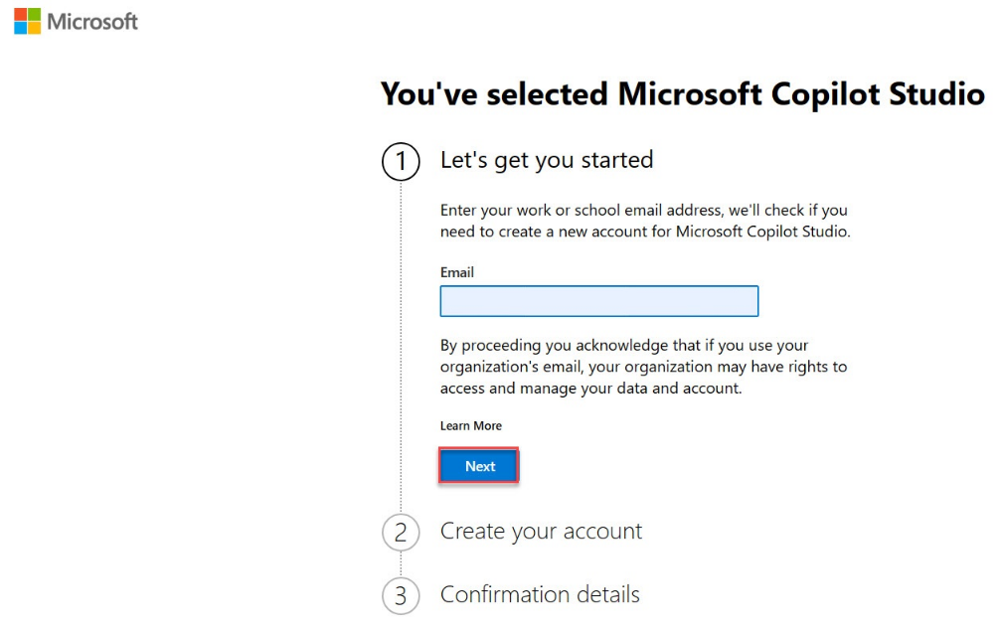 Microsoft
You've selected Microsoft Copilot Studio
1
Let's get you started
Enter your work or school email address, we'll check if you
need to create a new account for Microsoft Copilot Studio.
Email
By proceeding you acknowledge that if you use your
organization's email, your organization may have rights to
access and manage your data and account.
Learn More
Next
2
Create your account
3
Confirmation details